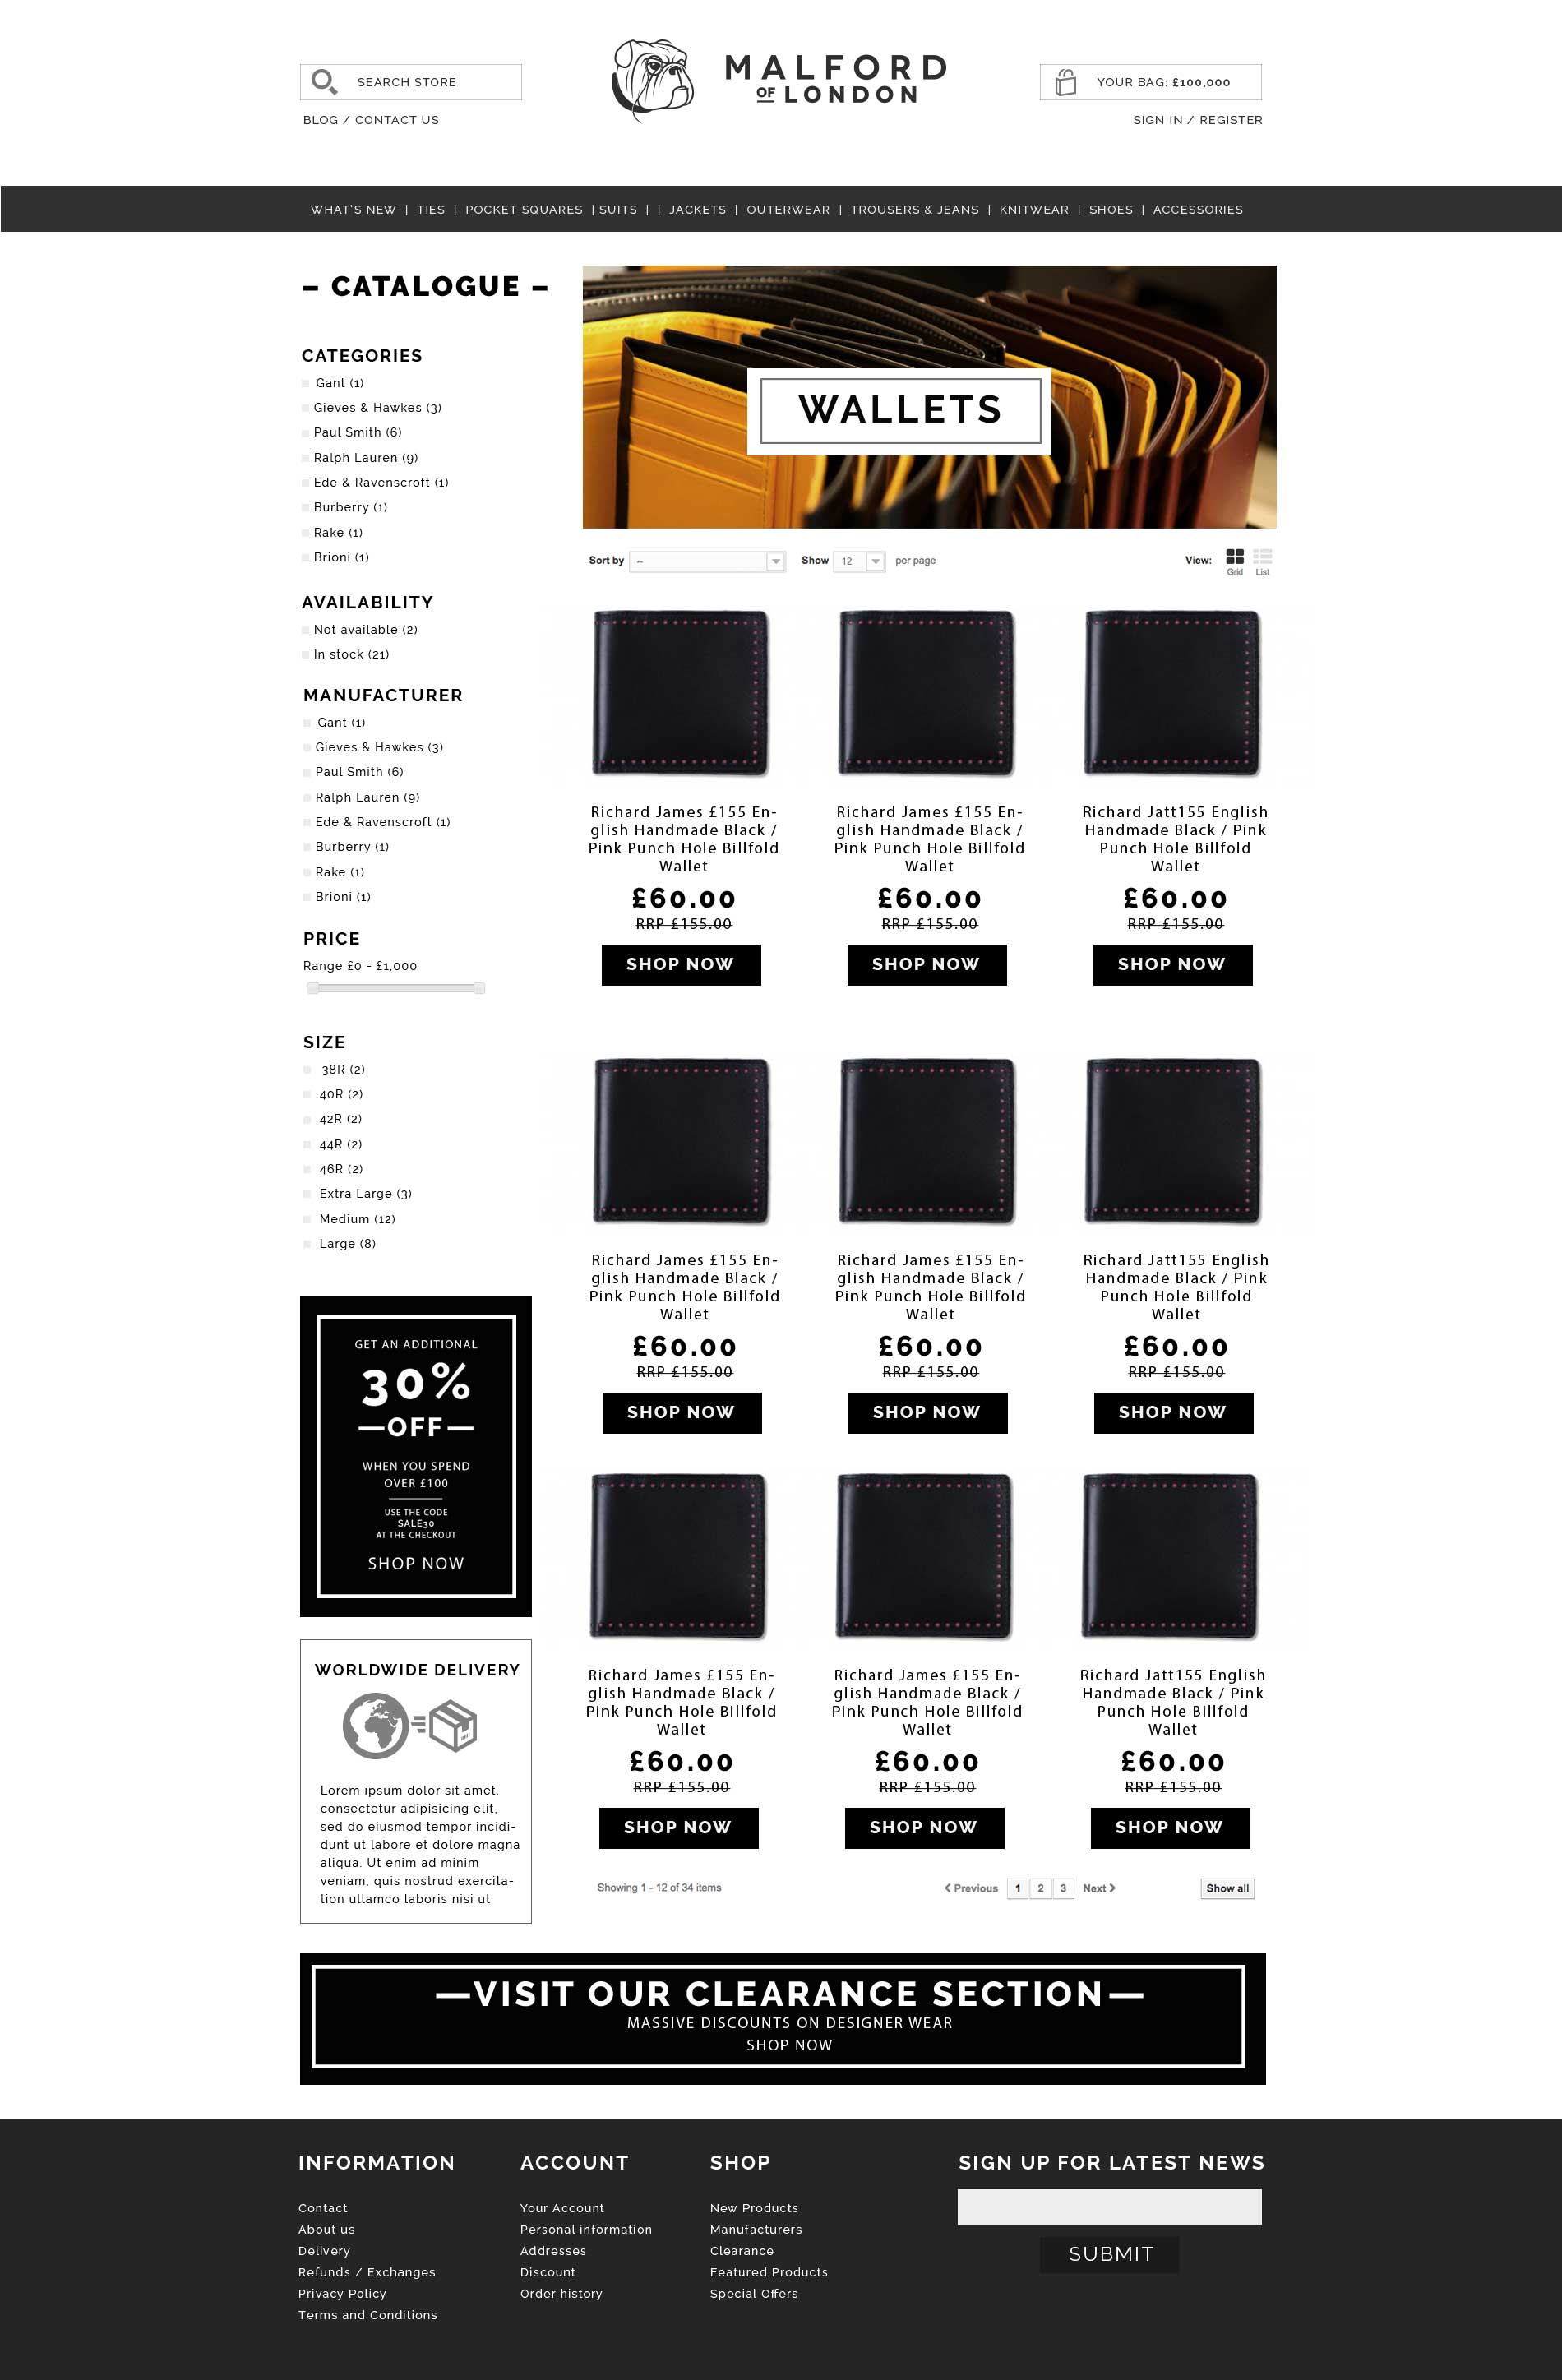 SEARCH STORE
MALFORD
OF LONDON
YOUR BAG: £100,000
BLOG / CONTACT US
SIGN IN / REGISTER
WHAT'S NEW | TIES | POCKET SQUARES | SUITS | | JACKETS | OUTERWEAR | TROUSERS & JEANS | KNITWEAR | SHOES | ACCESSORIES
– CATALOGUE –
CATEGORIES
Gant (1)
Gieves & Hawkes (3)
Paul Smith (6)
Ralph Lauren (9)
Ede & Ravenscroft (1)
Burberry (1)
Rake (1)
Brioni (1)
AVAILABILITY
Not available (2)
In stock (21)
MANUFACTURER
Gant (1)
Gieves & Hawkes (3)
Paul Smith (6)
Ralph Lauren (9)
Ede & Ravenscroft (1)
Burberry (1)
Rake (1)
Brioni (1)
PRICE
Range £0 - £1,000
SIZE
38R (2)
40R (2)
42R (2)
44R (2)
46R (2)
Extra Large (3)
Medium (12)
Large (8)
GET AN ADDITIONAL
30%
—OFF—
WHEN YOU SPEND
OVER £100
USE THE CODE
SALE30
AT THE CHECKOUT
SHOP NOW
WORLDWIDE DELIVERY
Lorem ipsum dolor sit amet,
consectetur adipisicing elit,
sed do eiusmod tempor incidi-
dunt ut labore et dolore magna
aliqua. Ut enim ad minim
veniam, quis nostrud exercita-
tion ullamco laboris nisi ut
WALLETS
Sort by -- Show 12 per page View: Grid List
Richard James £155 En-
glish Handmade Black /
Pink Punch Hole Billfold
Wallet
£60.00
RRP £155.00
SHOP NOW
Richard James £155 En-
glish Handmade Black /
Pink Punch Hole Billfold
Wallet
£60.00
RRP £155.00
SHOP NOW
Richard Jatt155 English
Handmade Black / Pink
Punch Hole Billfold
Wallet
£60.00
RRP £155.00
SHOP NOW
Richard James £155 En-
glish Handmade Black /
Pink Punch Hole Billfold
Wallet
£60.00
RRP £155.00
SHOP NOW
Richard James £155 En-
glish Handmade Black /
Pink Punch Hole Billfold
Wallet
£60.00
RRP £155.00
SHOP NOW
Richard Jatt155 English
Handmade Black / Pink
Punch Hole Billfold
Wallet
£60.00
RRP £155.00
SHOP NOW
Richard James £155 En-
glish Handmade Black /
Pink Punch Hole Billfold
Wallet
£60.00
RRP £155.00
SHOP NOW
Richard James £155 En-
glish Handmade Black /
Pink Punch Hole Billfold
Wallet
£60.00
RRP £155.00
SHOP NOW
Richard Jatt155 English
Handmade Black / Pink
Punch Hole Billfold
Wallet
£60.00
RRP £155.00
SHOP NOW
Showing 1 - 12 of 34 items Previous 1 2 3 Next Show all
—VISIT OUR CLEARANCE SECTION—
MASSIVE DISCOUNTS ON DESIGNER WEAR
SHOP NOW
INFORMATION
Contact
About us
Delivery
Refunds / Exchanges
Privacy Policy
Terms and Conditions
ACCOUNT
Your Account
Personal information
Addresses
Discount
Order history
SHOP
New Products
Manufacturers
Clearance
Featured Products
Special Offers
SIGN UP FOR LATEST NEWS
SUBMIT